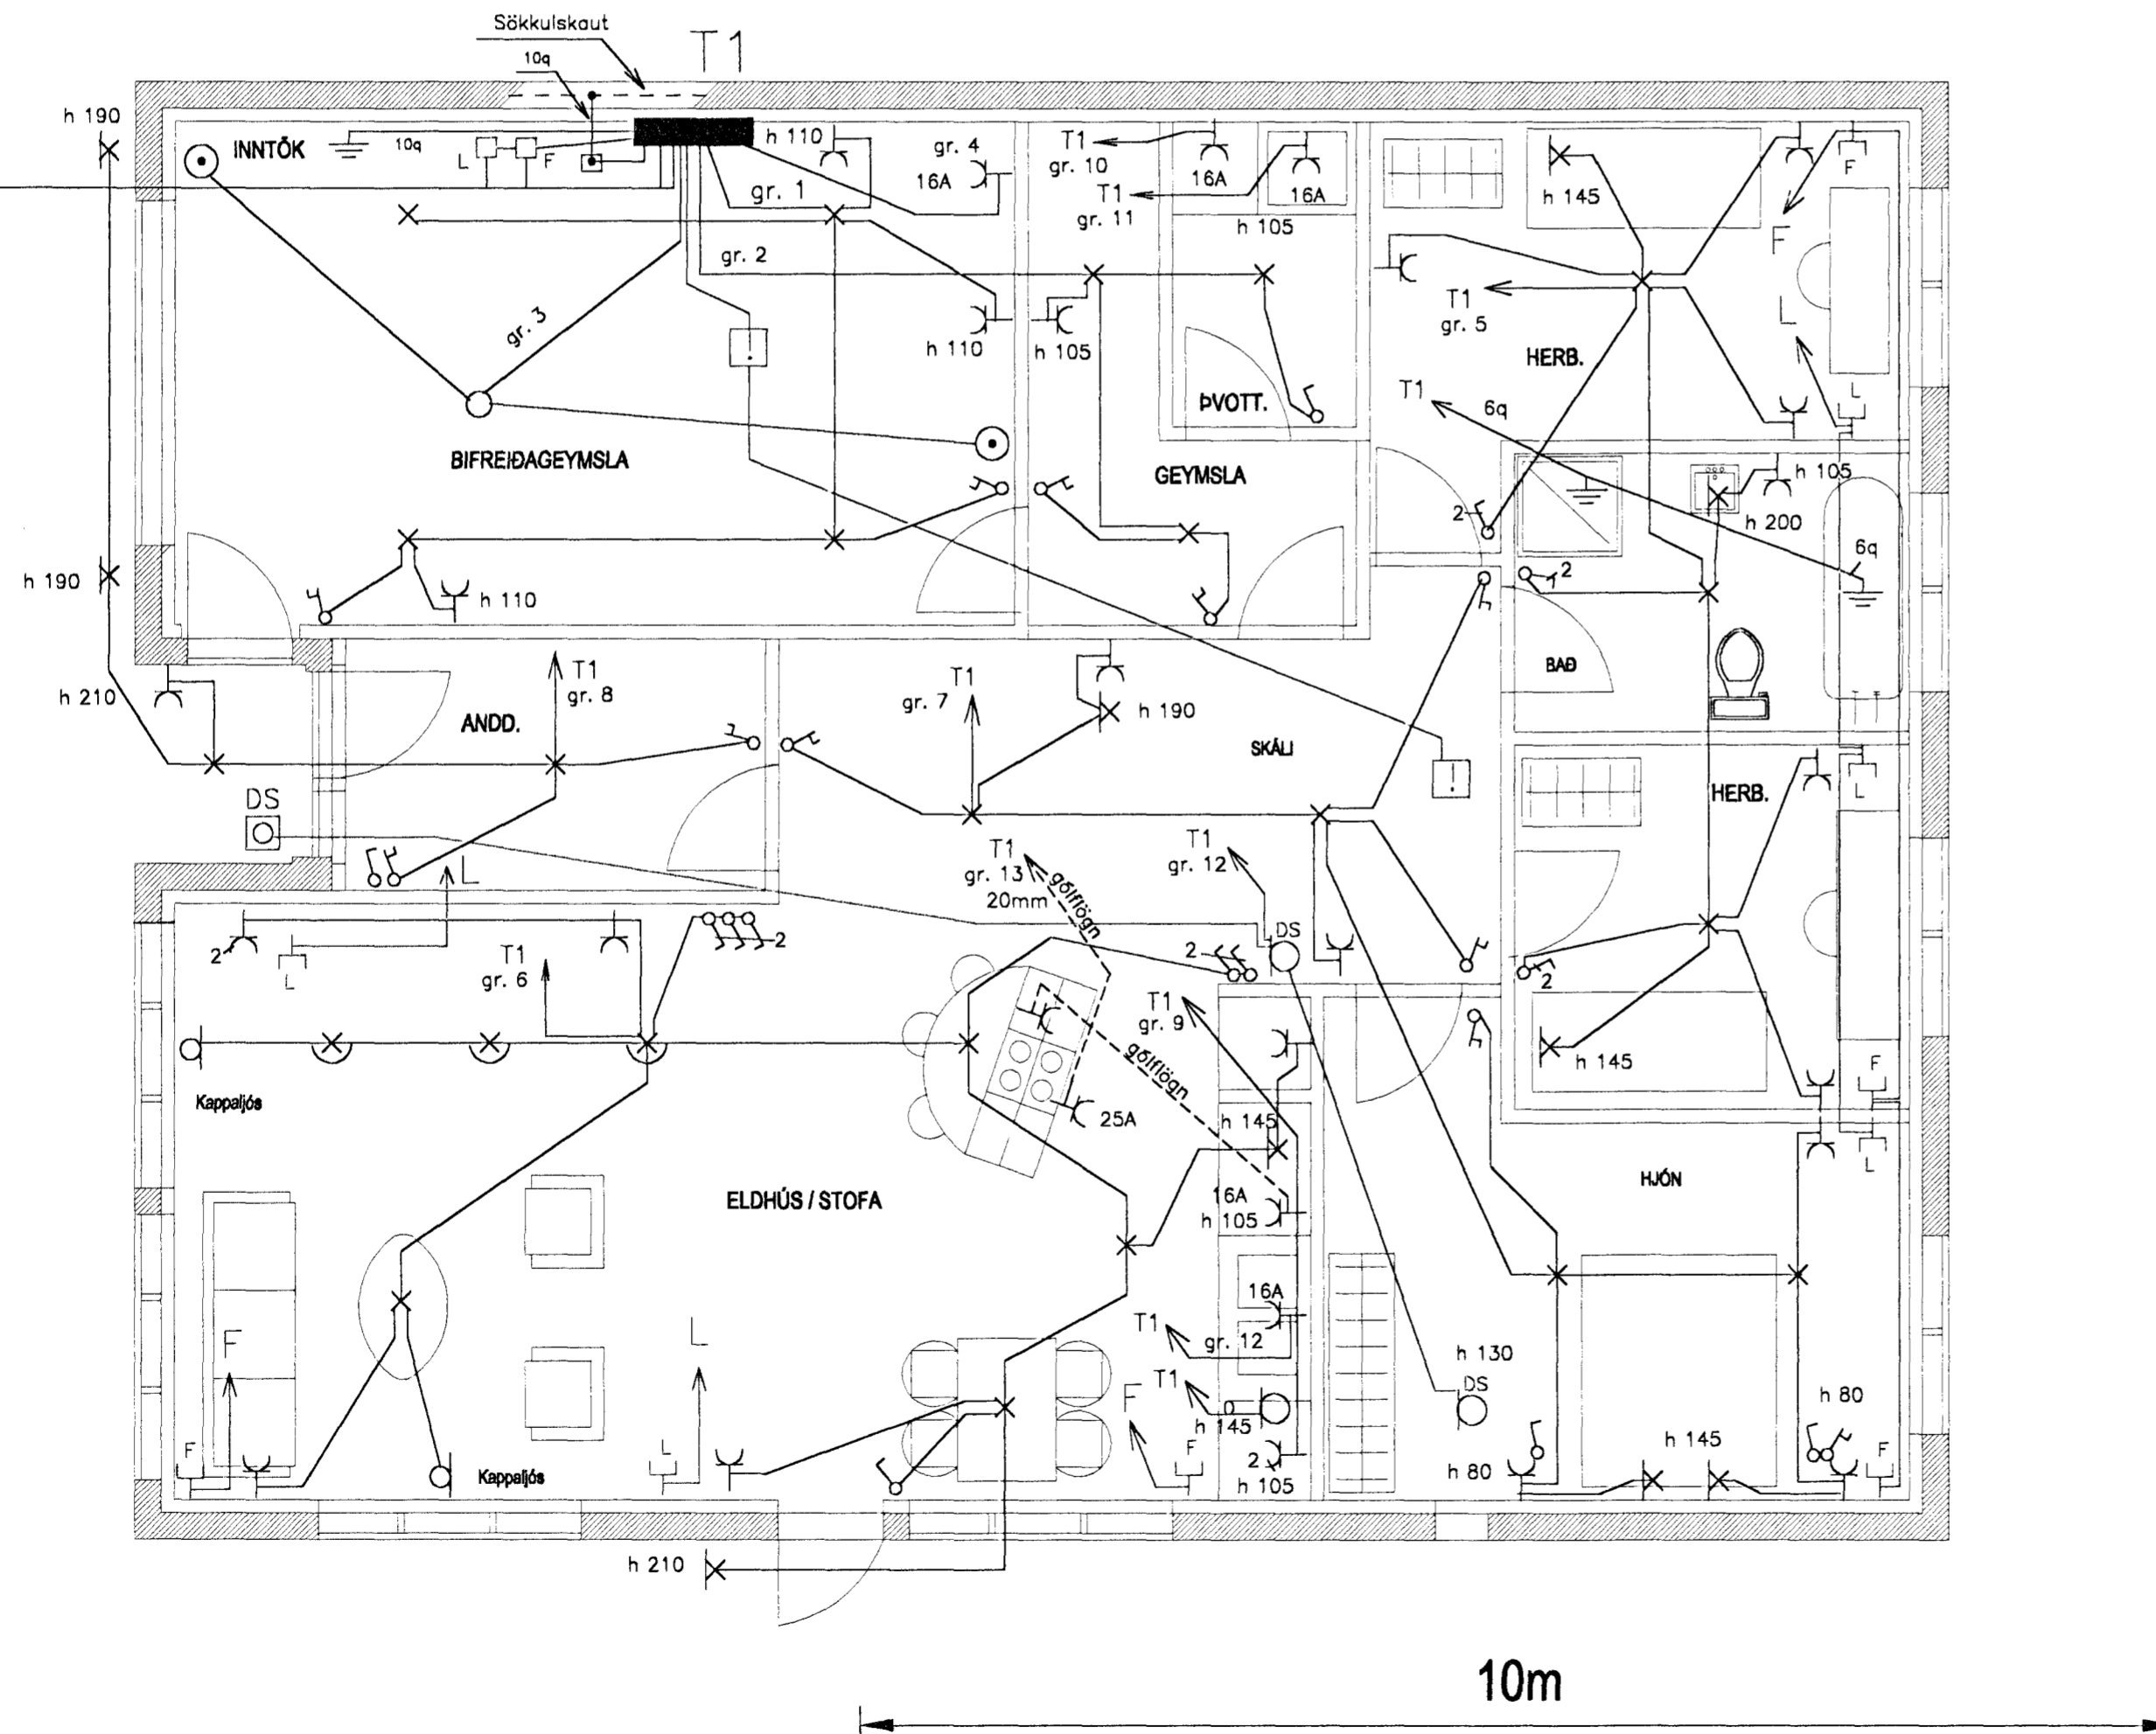 Sökkulskaut
T1
10q
h 190
INNTÖK
10q
L
F
h 110
gr. 4
16A
T1
gr. 10
16A
T1
gr. 11
16A
h 105
h 145
F
F
gr. 1
gr. 2
gr. 3
T1
gr. 5
L
h 110
h 105
HERB.
ÞVOTT.
T1
6q
L
BIFREIÐAGEYMSLA
GEYMSLA
h 105
2
h 200
6q
h 190
h 110
2
h 210
T1
gr. 8
T1
gr. 7
BAÐ
ANDD.
h 190
SKÁLI
L
HERB.
DS
T1
gr. 13
20mm
gólflögn
T1
gr. 12
L
2
L
2
T1
gr. 6
2
DS
2
T1
gr. 9
gólflögn
h 145
F
Kappaljós
25A
h 145
L
ELDHÚS / STOFA
16A
h 105
HJÓN
16A
F
L
T1
gr. 12
h 130
T1
DS
h 80
F
h 145
h 145
F
L
Kappaljós
F
2
h 105
h 80
F
h 210
10m